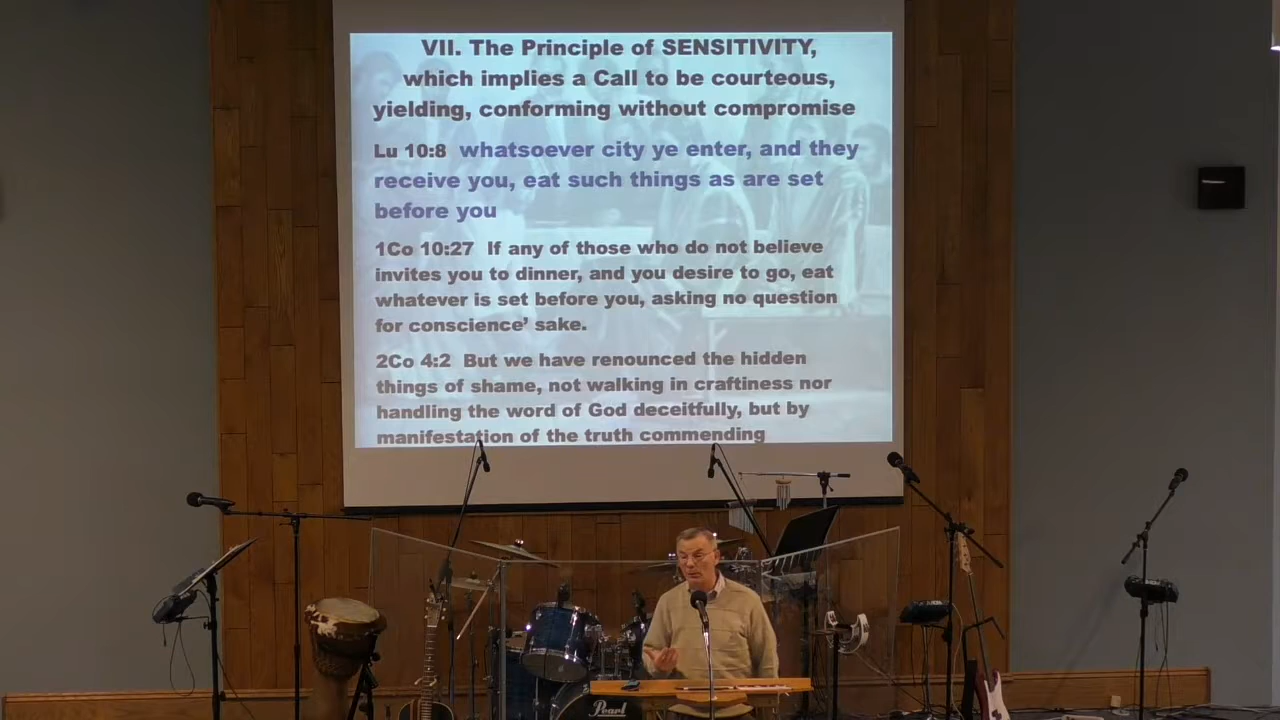 VII. The Principle of SENSITIVITY,
which implies a Call to be courteous,
yielding, conforming without compromise
Lu 10:8 whatsoever city ye enter, and they
receive you, eat such things as are set
before you
1Co 10:27 If any of those who do not believe
invites you to dinner, and you desire to go, eat
whatever is set before you, asking no question
for conscience’ sake.
2Co 4:2 But we have renounced the hidden
things of shame, not walking in craftiness nor
handling the word of God deceitfully, but by
manifestation of the truth commending
Pearl